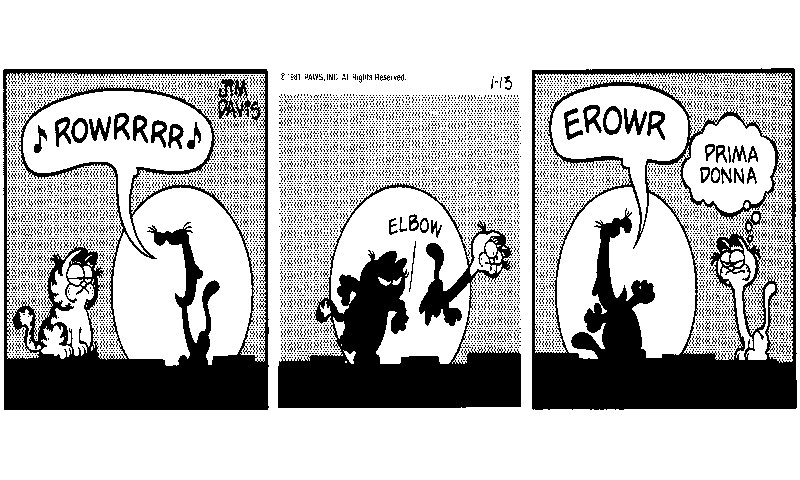 JIM
DAVIS
♪ ROWRRRR ♪
© 1981 PAWS, INC. All Rights Reserved.
1-13
ELBOW
EROWR
PRIMA
DONNA